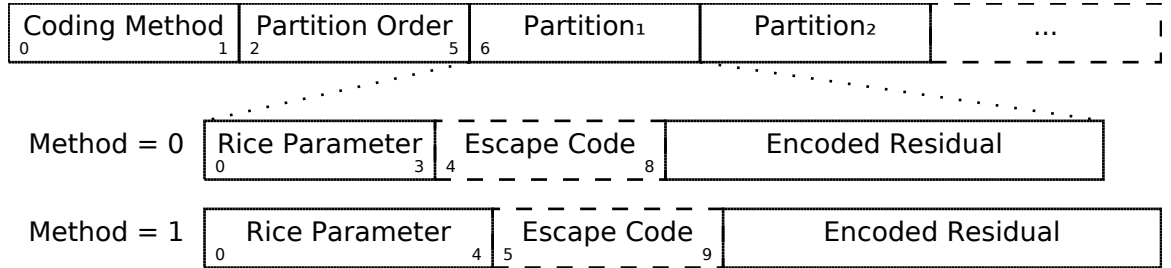 Coding Method Partition Order Partition₁ Partition₂ ...
0 1 2 5 6
Method = 0 Rice Parameter Escape Code Encoded Residual
0 3 4 8
Method = 1 Rice Parameter Escape Code Encoded Residual
0 4 5 9